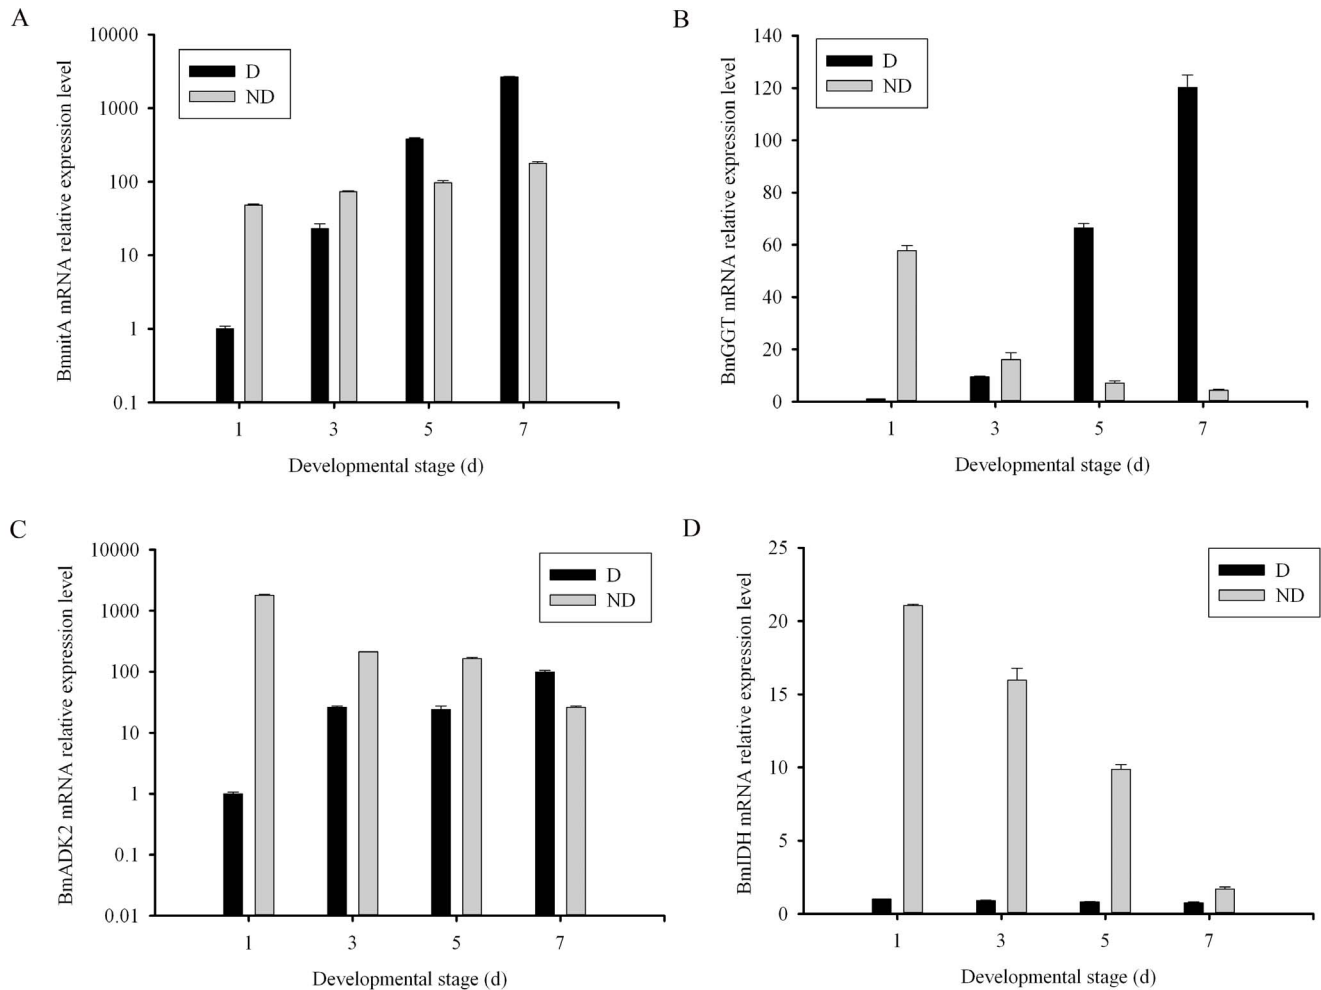 A
BmnitA mRNA relative expression level
10000
1000
100
10
1
0.1
D
ND
1 3 5 7
Developmental stage (d)
B
BmGGT mRNA relative expression level
140
120
100
80
60
40
20
0
D
ND
1 3 5 7
Developmental stage (d)
C
BmADK2 mRNA relative expression level
10000
1000
100
10
1
0.1
0.01
D
ND
1 3 5 7
Developmental stage (d)
D
BmIDH mRNA relative expression level
25
20
15
10
5
0
D
ND
1 3 5 7
Developmental stage (d)